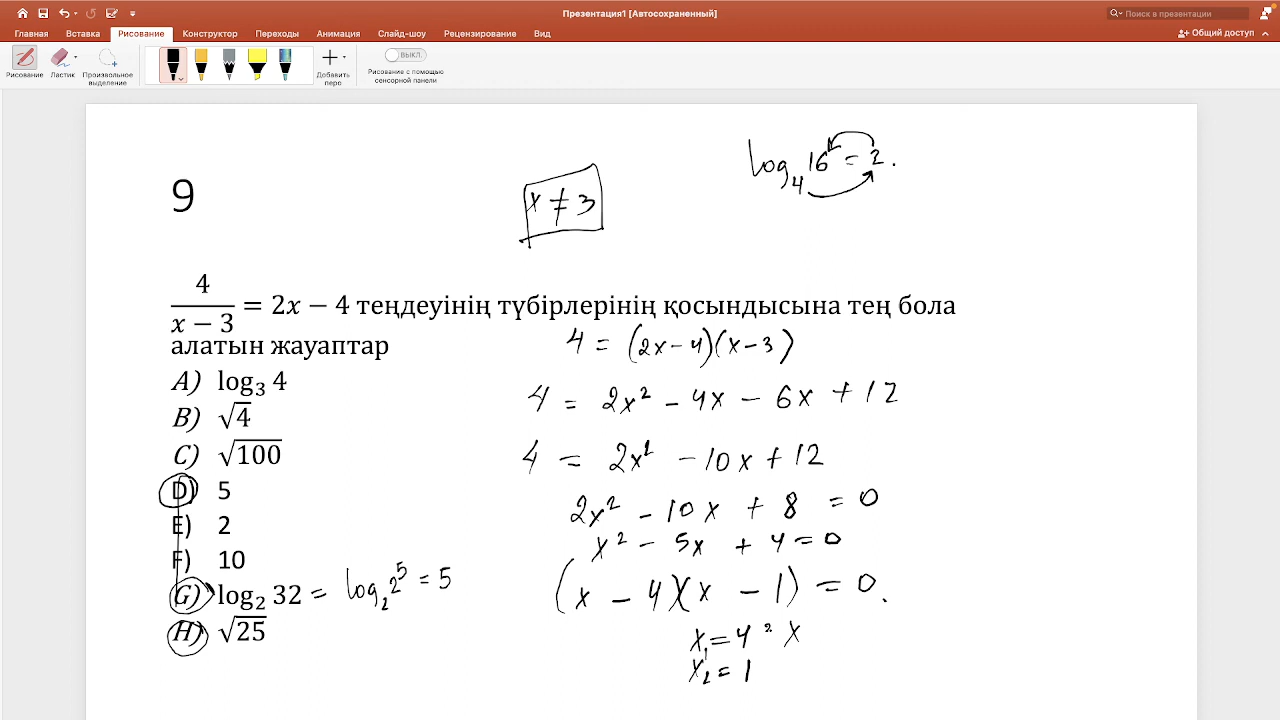 Презентация1 [Автосохраненный]
Поиск в презентации
Главная Вставка Рисование Конструктор Переходы Анимация Слайд-шоу Рецензирование Вид Общий доступ
ВЫКЛ.
Рисование Ластик Произвольное выделение Добавить перо Рисование с помощью сенсорной панели
log₄ 16 = 2.
9
x ≠ 3
4/(x − 3) = 2x − 4 теңдеуінің түбірлерінің қосындысына тең бола
алатын жауаптар
4 = (2x − 4)(x − 3)
A) log₃ 4
4 = 2x² − 4x − 6x + 12
B) √4
C) √100
4 = 2x² − 10x + 12
D) 5
2x² − 10x + 8 = 0
E) 2
x² − 5x + 4 = 0
F) 10
G) log₂ 32 = log₂ 2⁵ = 5
(x − 4)(x − 1) = 0.
H) √25
x₁ = 4
x₂ = 1